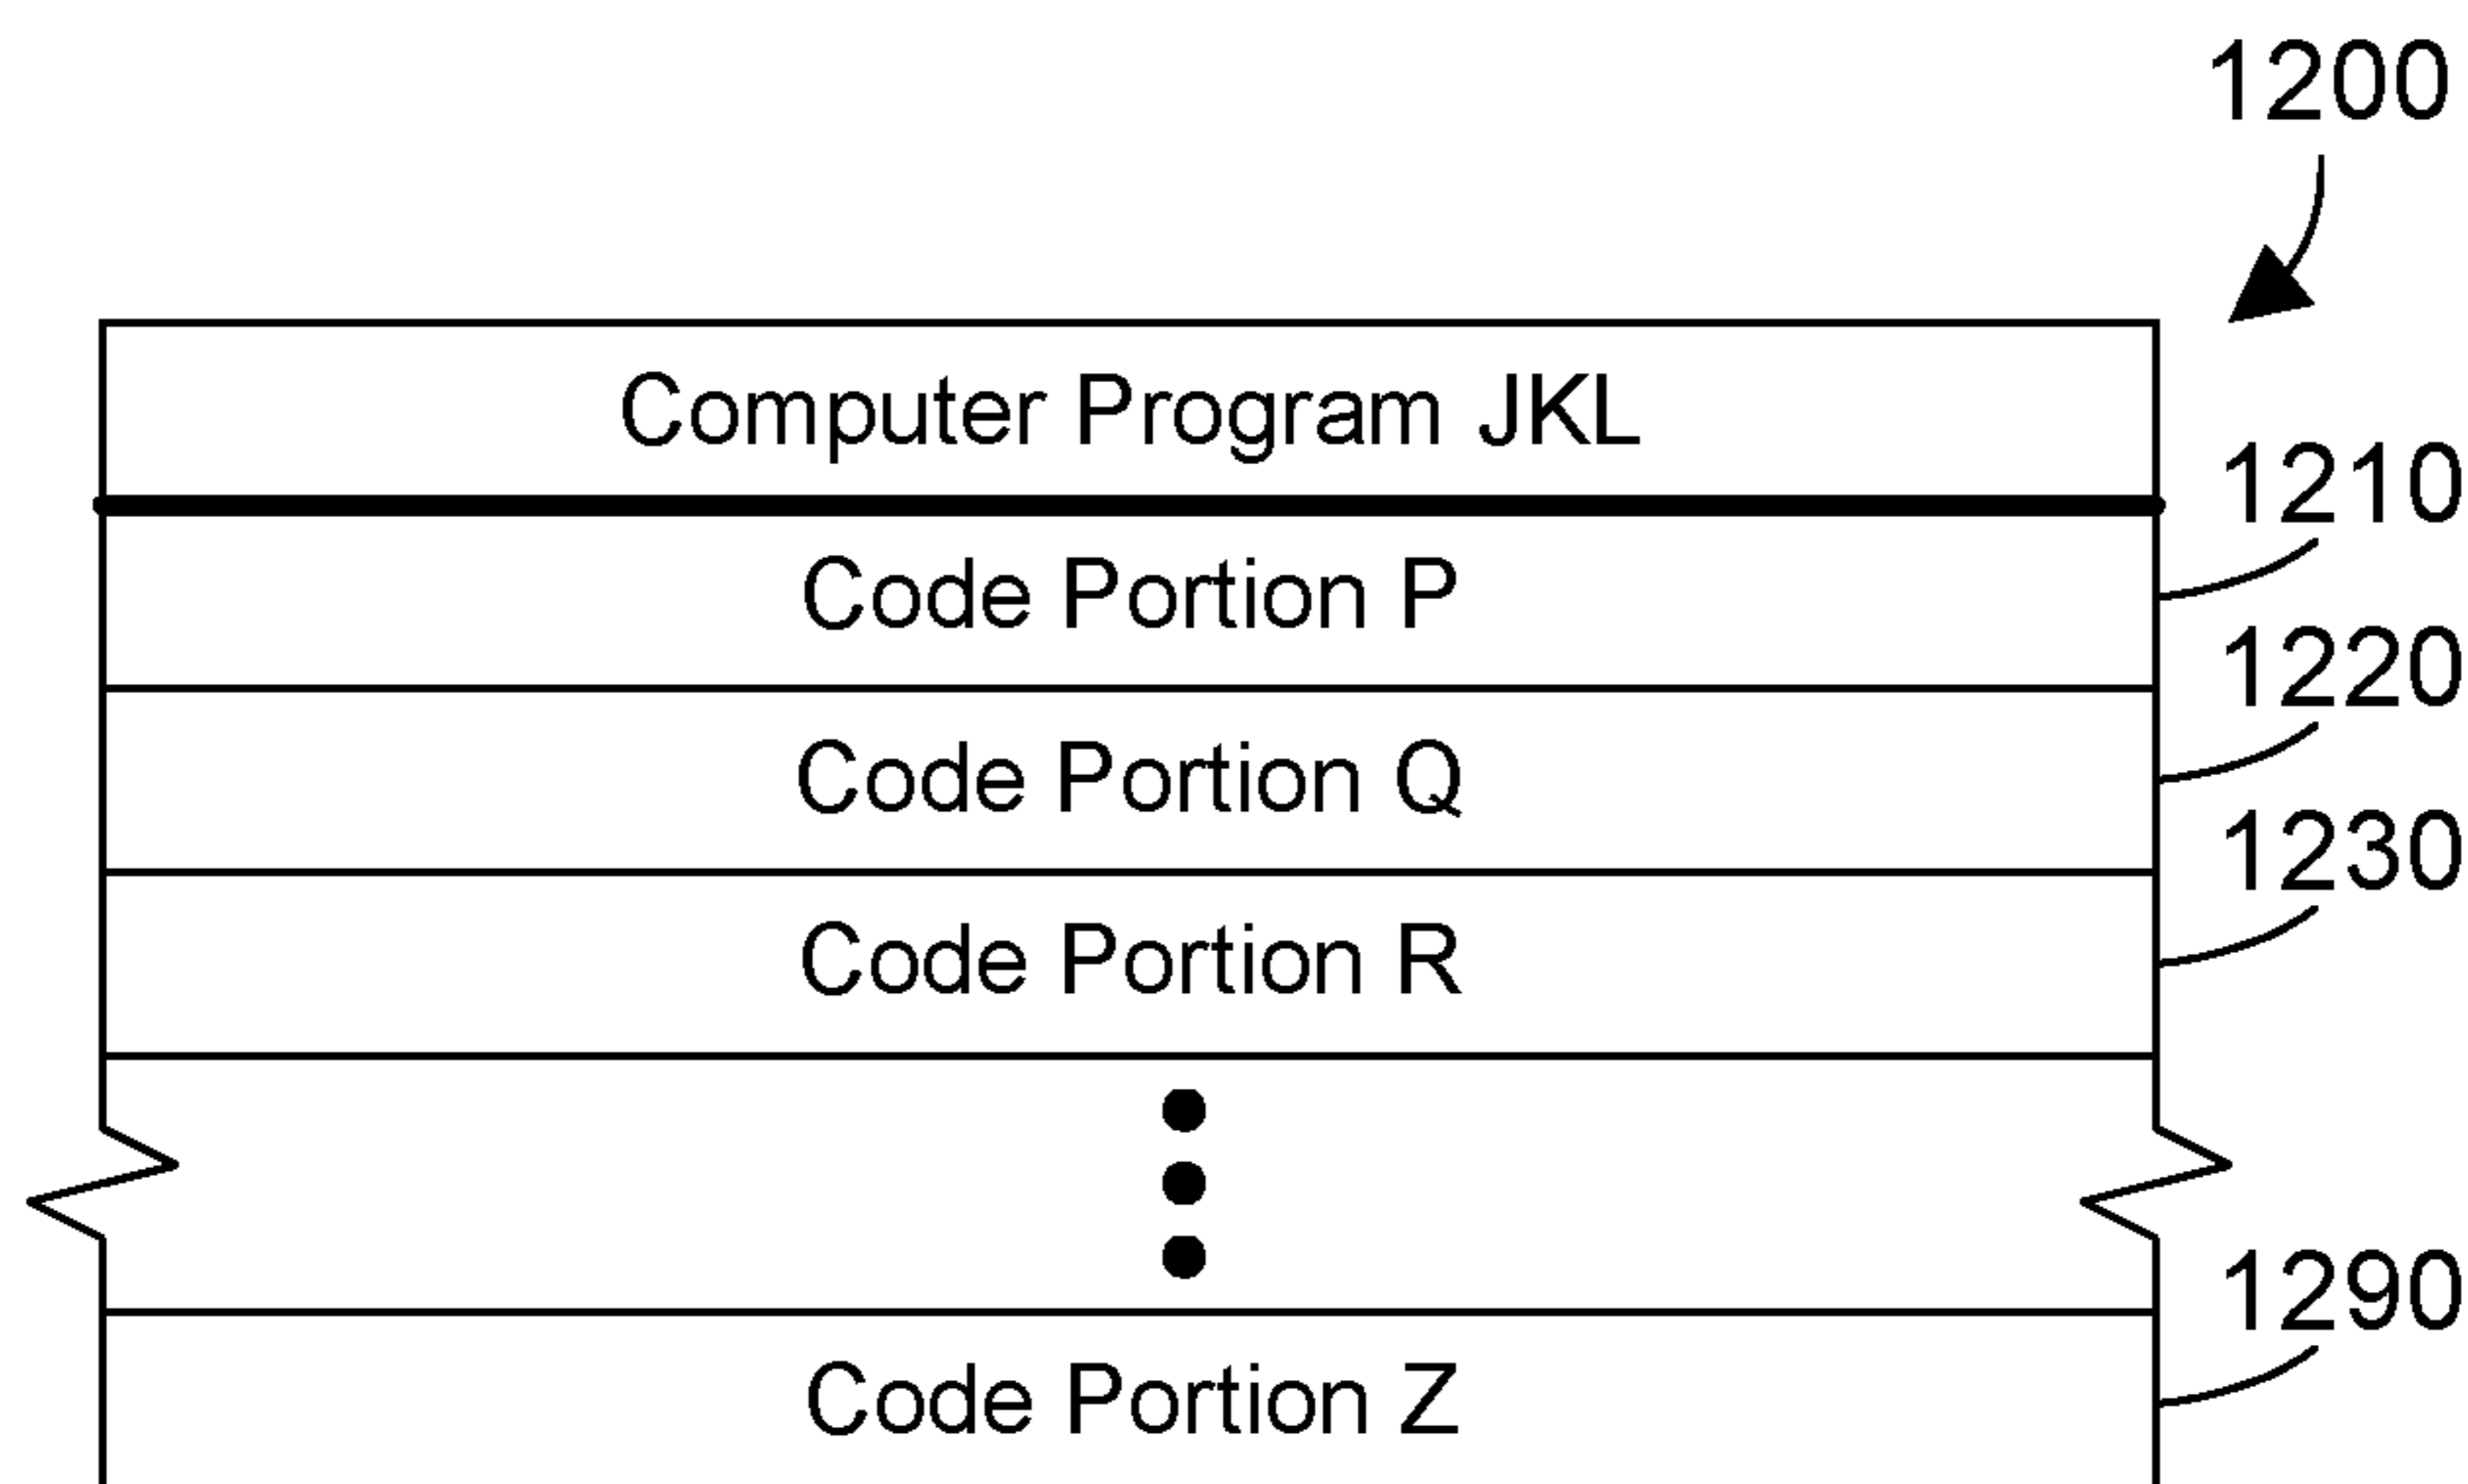 1200
Computer Program JKL
1210
Code Portion P
1220
Code Portion Q
1230
Code Portion R
1290
Code Portion Z